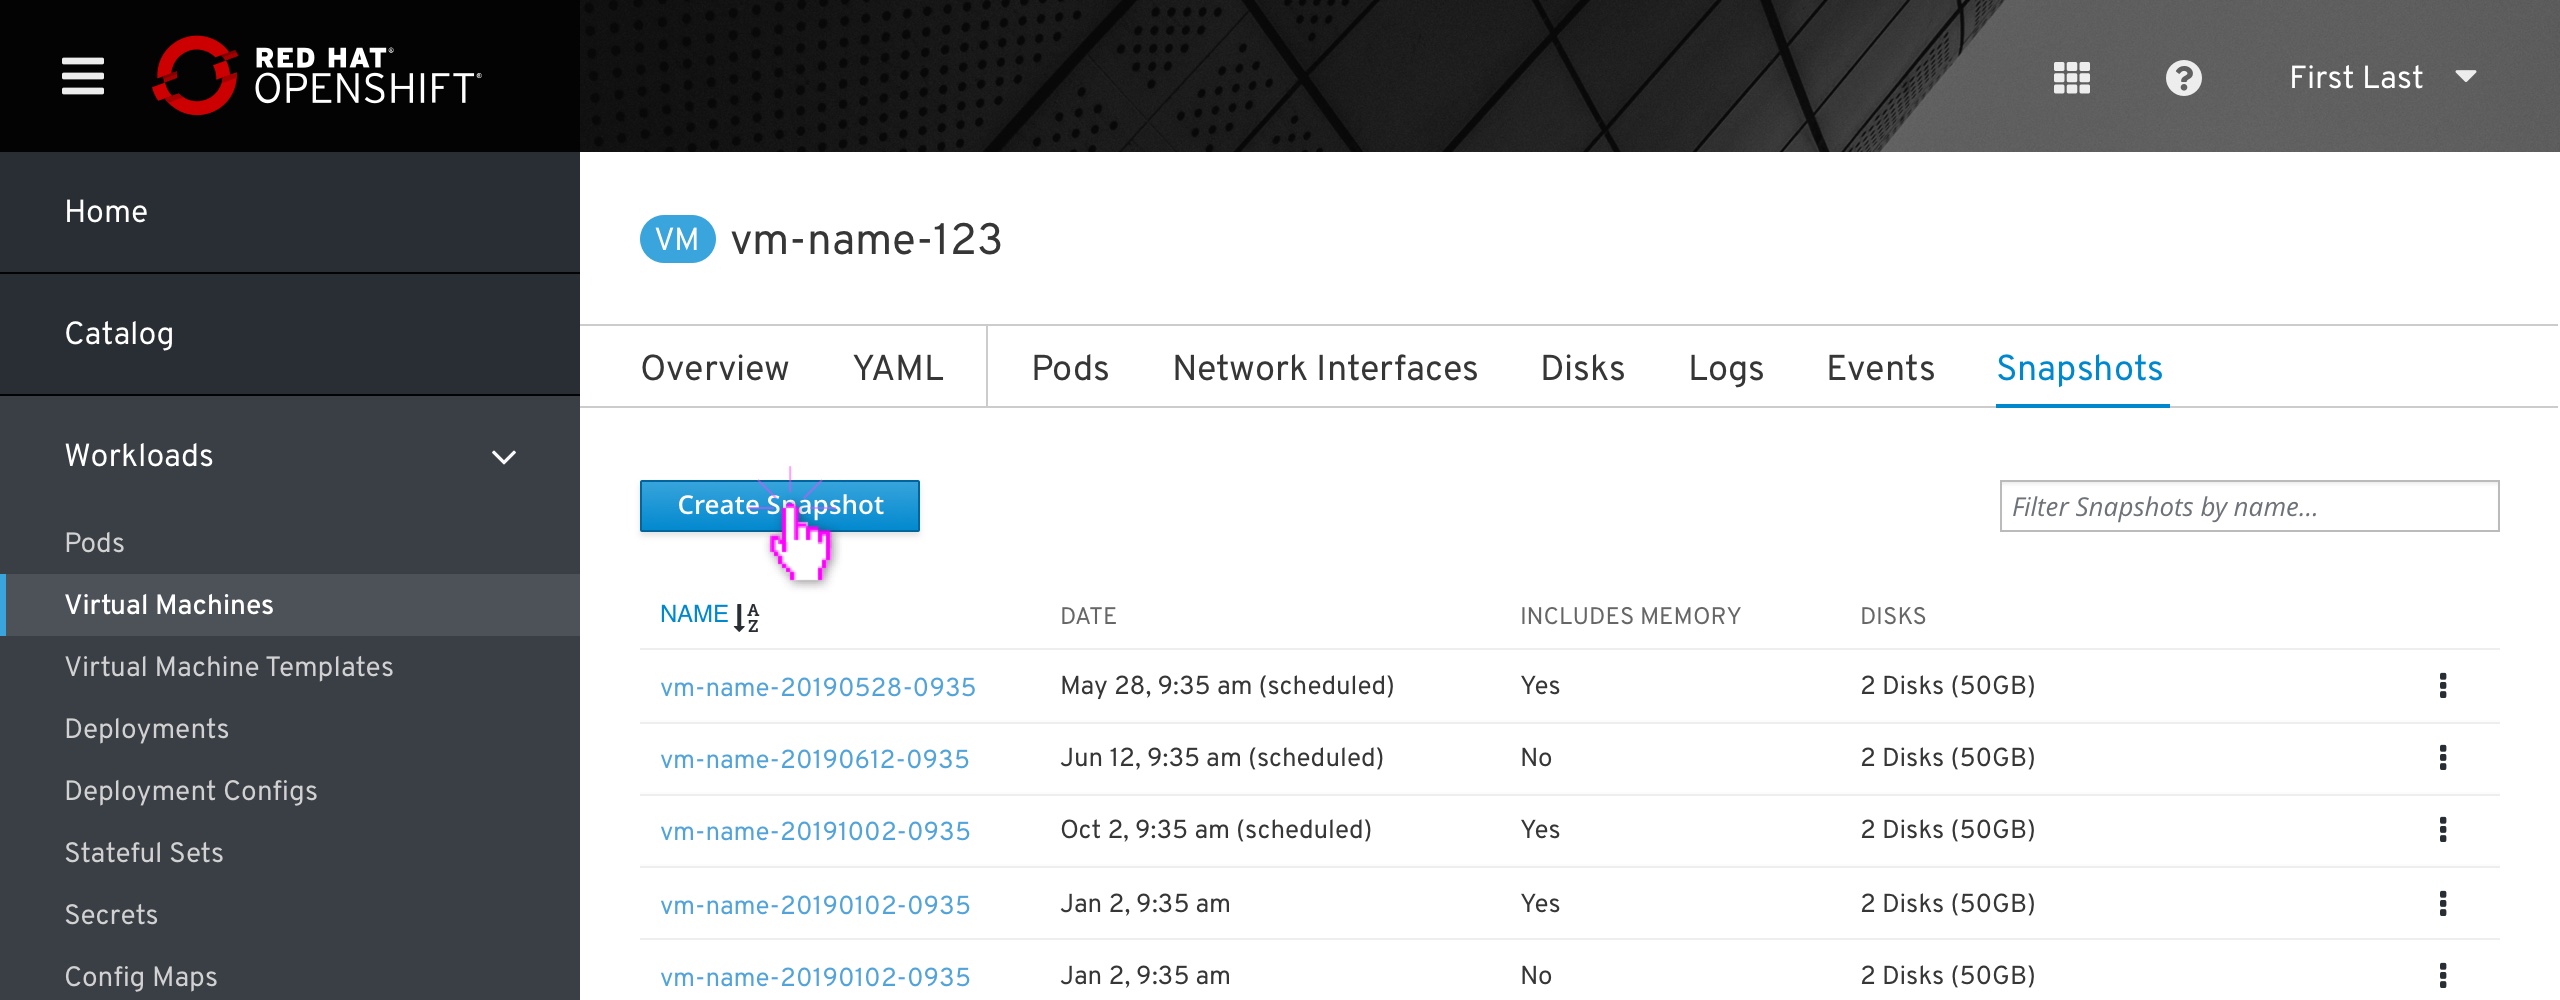 RED HAT®
OPENSHIFT®
First Last
Home
Catalog
Workloads
Pods
Virtual Machines
Virtual Machine Templates
Deployments
Deployment Configs
Stateful Sets
Secrets
Config Maps
VM vm-name-123
Overview YAML Pods Network Interfaces Disks Logs Events Snapshots
Create Snapshot Filter Snapshots by name...
NAME A Z DATE INCLUDES MEMORY DISKS
vm-name-20190528-0935 May 28, 9:35 am (scheduled) Yes 2 Disks (50GB)
vm-name-20190612-0935 Jun 12, 9:35 am (scheduled) No 2 Disks (50GB)
vm-name-20191002-0935 Oct 2, 9:35 am (scheduled) Yes 2 Disks (50GB)
vm-name-20190102-0935 Jan 2, 9:35 am Yes 2 Disks (50GB)
vm-name-20190102-0935 Jan 2, 9:35 am No 2 Disks (50GB)